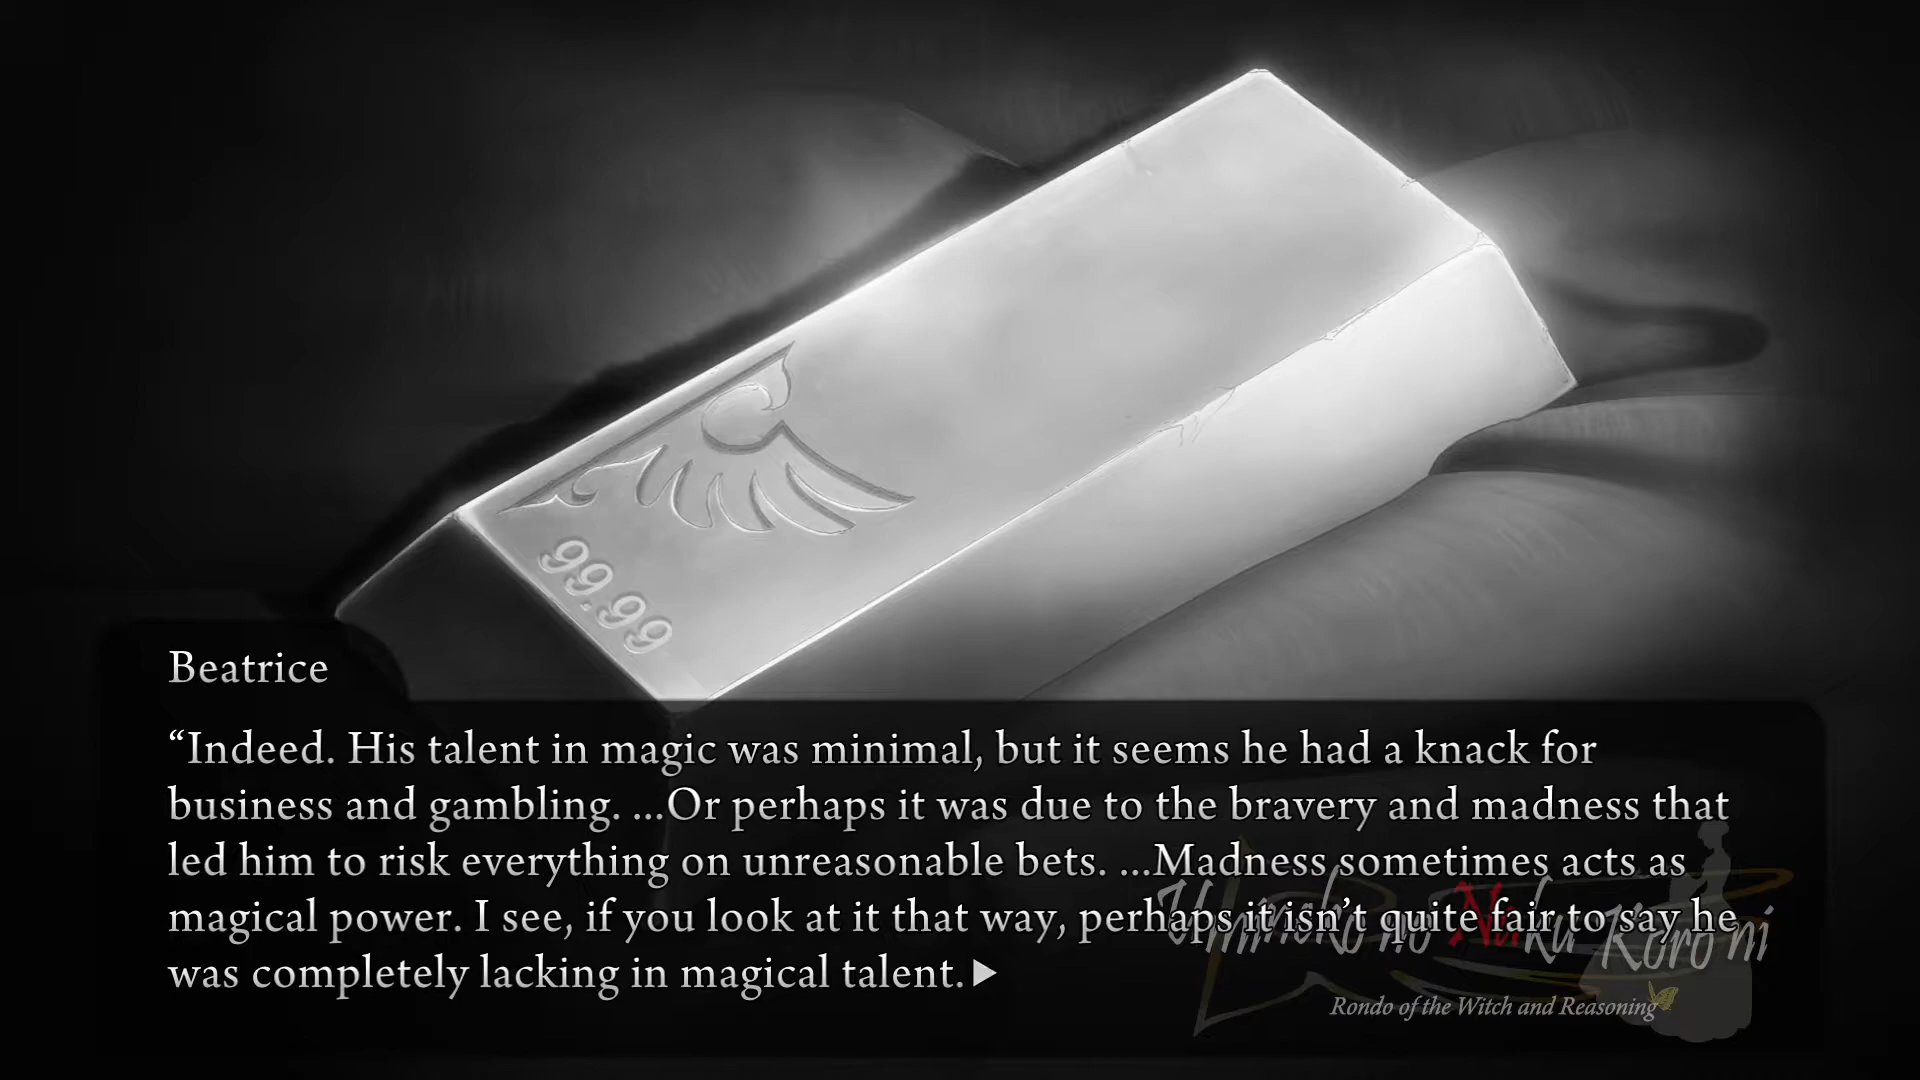 99.99
Beatrice
“Indeed. His talent in magic was minimal, but it seems he had a knack for
business and gambling. ...Or perhaps it was due to the bravery and madness that
led him to risk everything on unreasonable bets. ...Madness sometimes acts as
magical power. I see, if you look at it that way, perhaps it isn’t quite fair to say he
was completely lacking in magical talent.
Umineko no Naku Koro ni
Rondo of the Witch and Reasoning